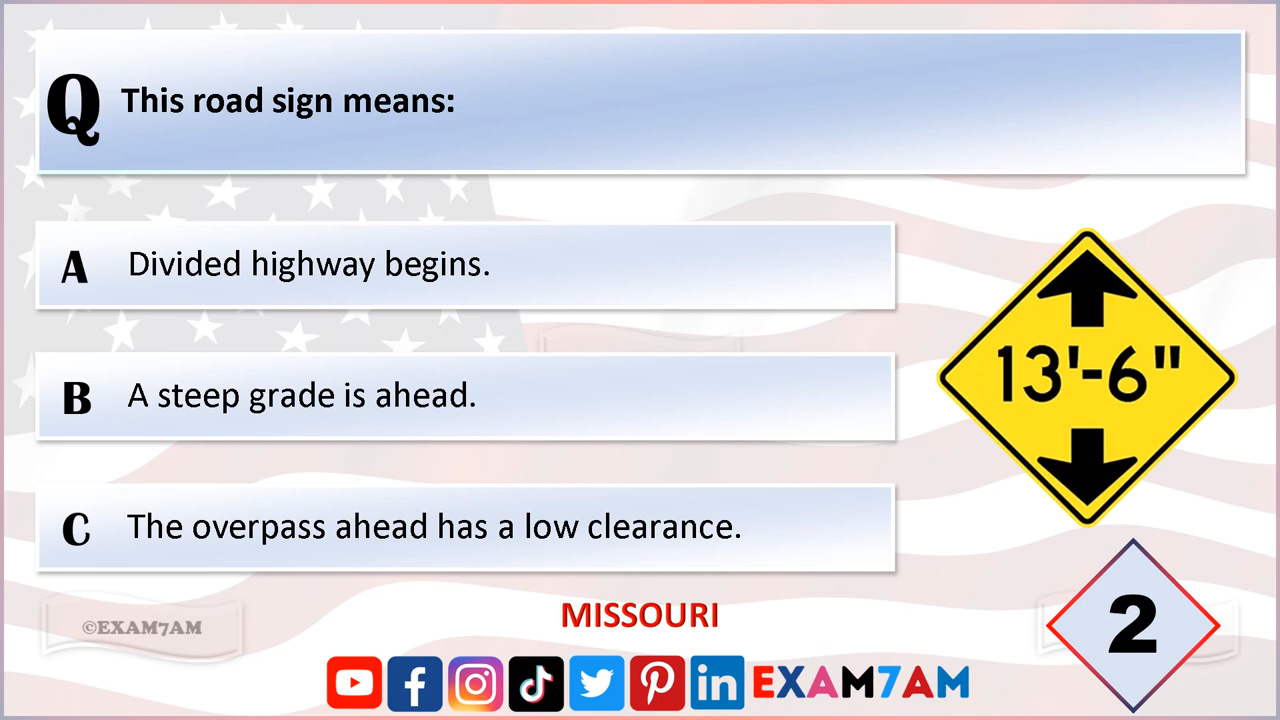 Q This road sign means:
A Divided highway begins.
B A steep grade is ahead.
C The overpass ahead has a low clearance.
13'-6"
©EXAM7AM
MISSOURI
2
EXAM7AM